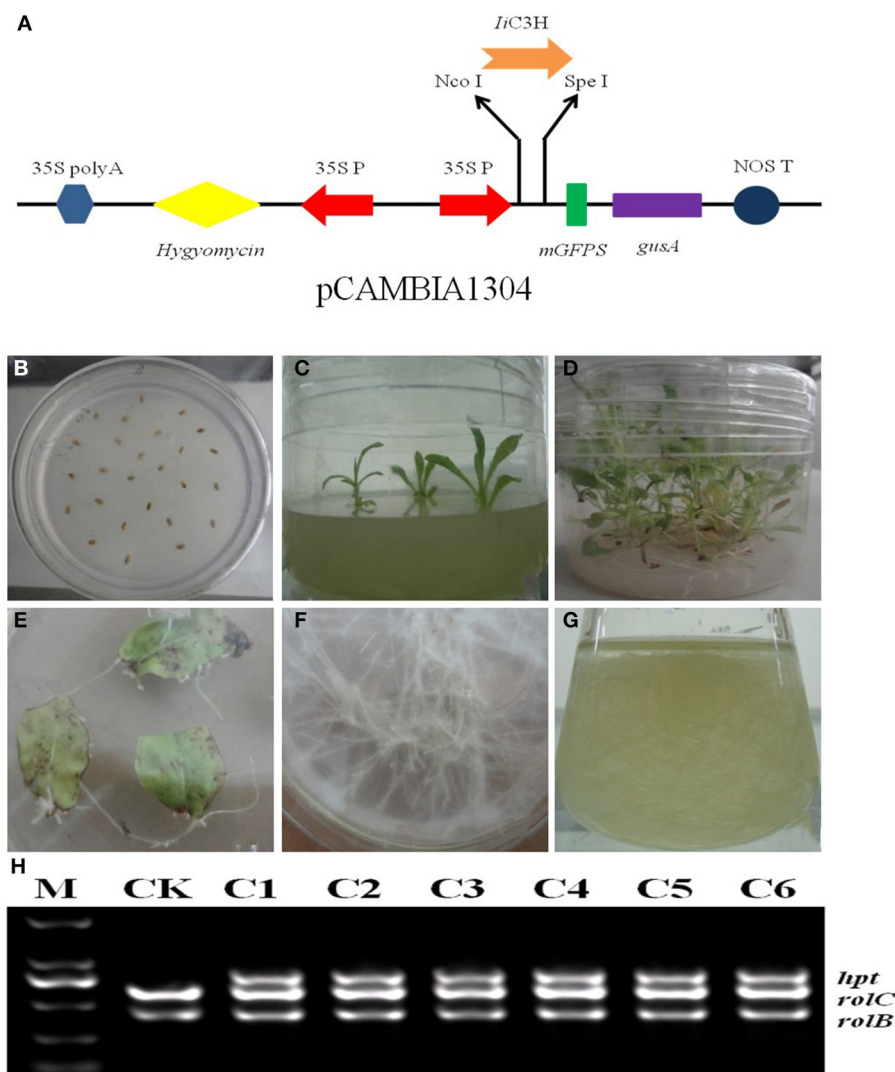 A
IiC3H
Nco I Spe I
35S polyA 35S P 35S P NOS T
Hygyomycin mGFPS gusA
pCAMBIA1304
B C D
E F G
H
M CK C1 C2 C3 C4 C5 C6
hpt
rolC
rolB